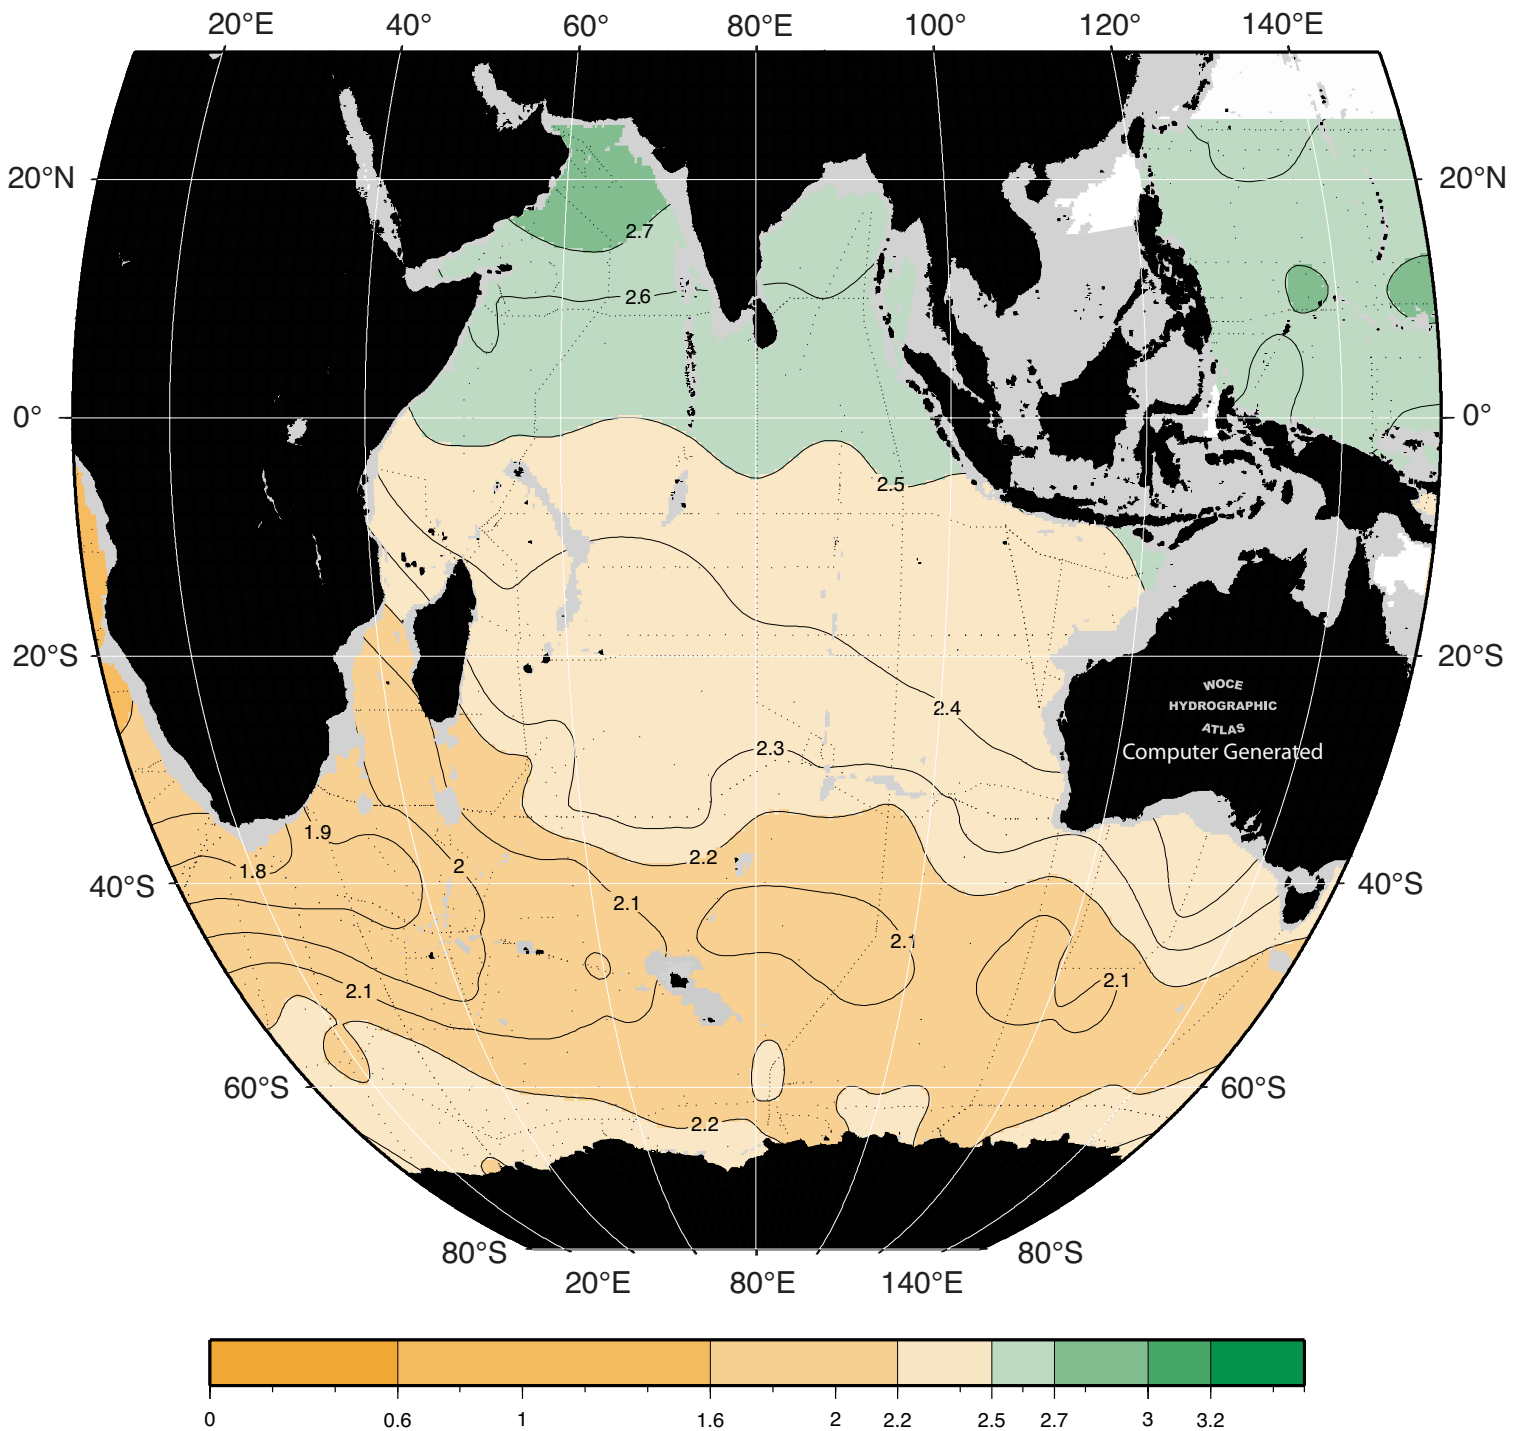 20°E 40° 60° 80°E 100° 120° 140°E
20°N 20°N
2.7
2.6
0° 0°
2.5
20°S 20°S
WOCE
HYDROGRAPHIC
ATLAS
Computer Generated
2.4
2.3
1.9
2.2
1.8 2
40°S 40°S
2.1
2.1
2.1 2.1
60°S 60°S
2.2
80°S 80°S
20°E 80°E 140°E
0 0.6 1 1.6 2 2.2 2.5 2.7 3 3.2